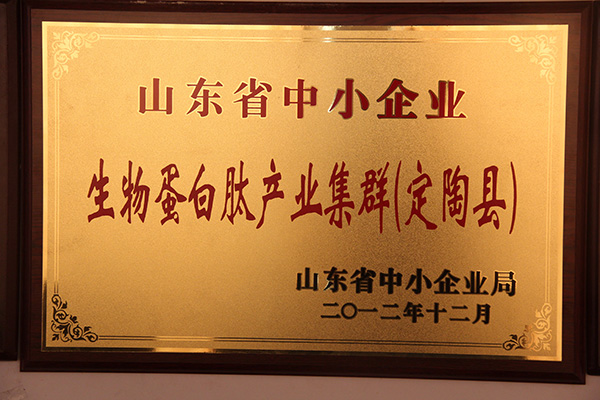 山东省中小企业
生物蛋白肽产业集群(定陶县)
山东省中小企业局
二〇一二年十二月